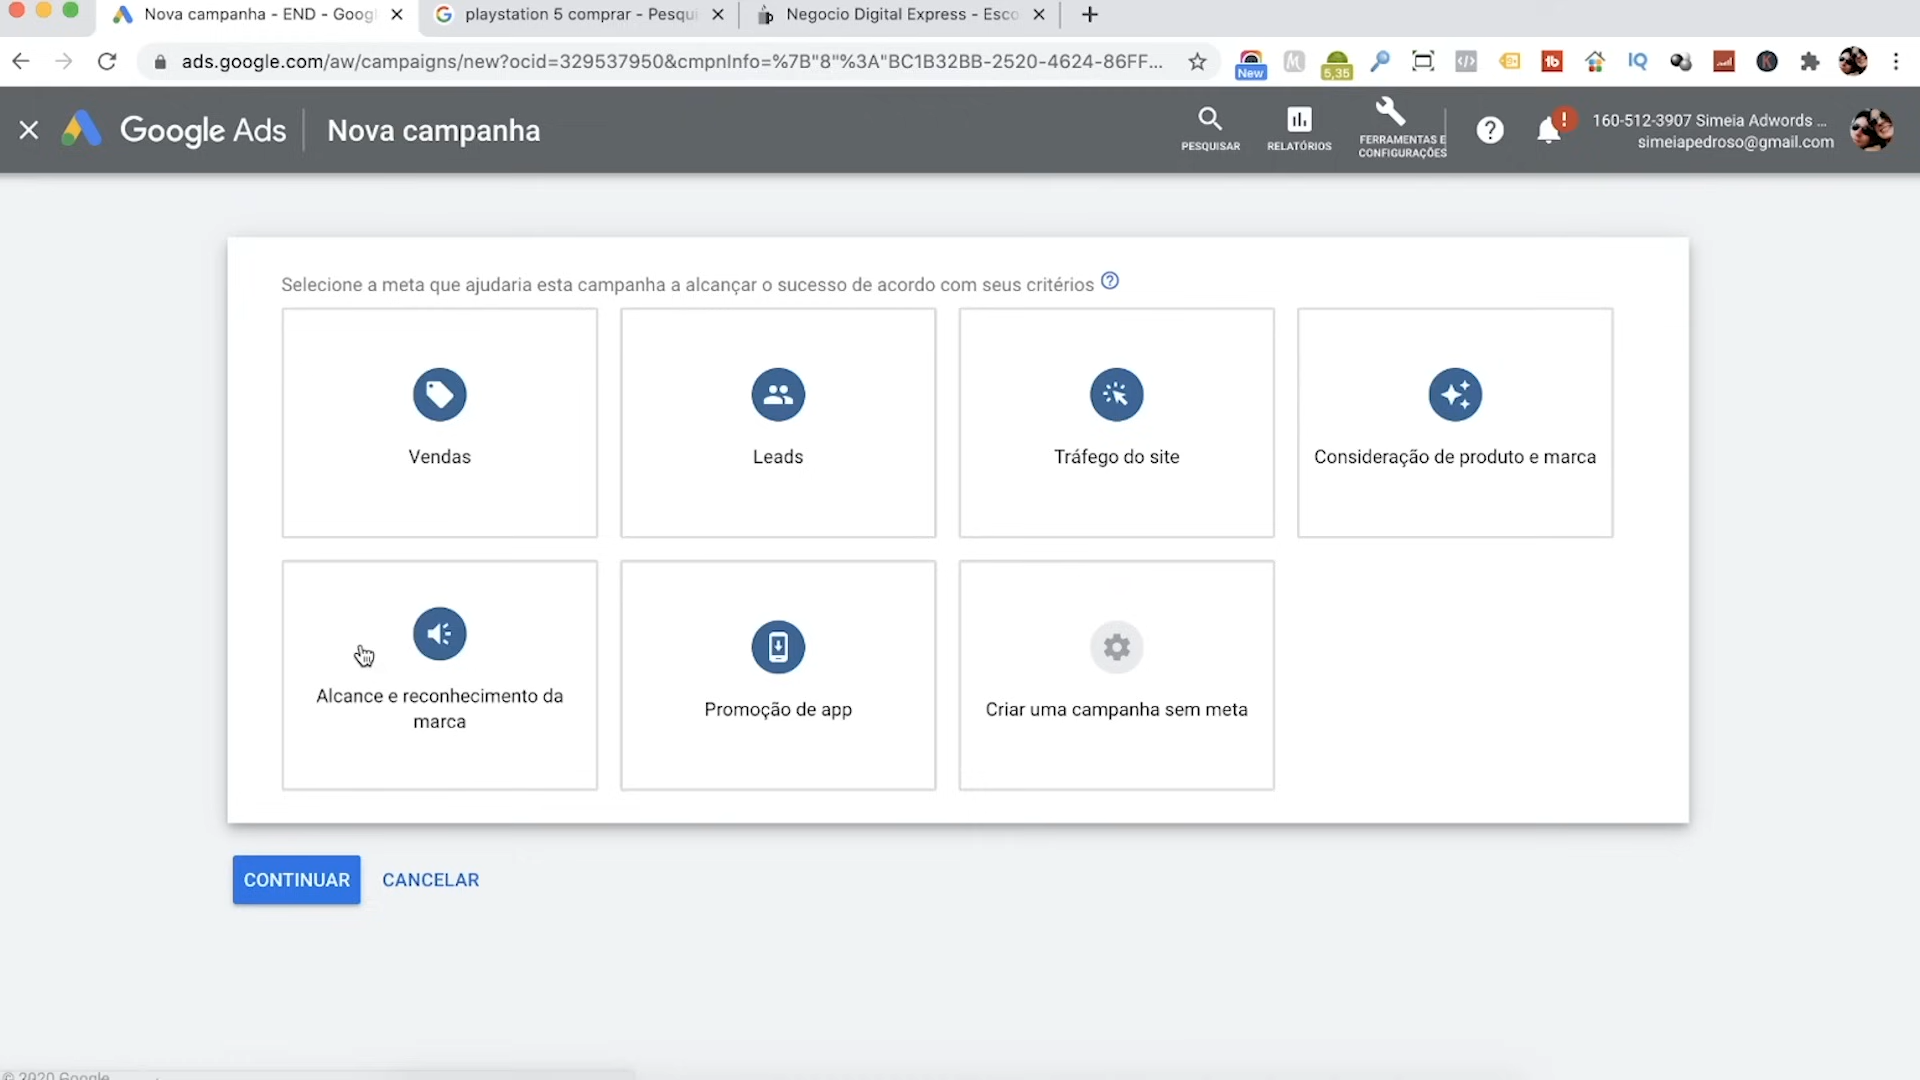 Nova campanha - END - Googl
playstation 5 comprar - Pesqui
Negocio Digital Express - Esco
ads.google.com/aw/campaigns/new?ocid=329537950&cmpnInfo=%7B"8"%3A"BC1B32BB-2520-4624-86FF...
New
5,35
Google Ads
Nova campanha
PESQUISAR
RELATÓRIOS
FERRAMENTAS E
CONFIGURAÇÕES
160-512-3907 Simeia Adwords ...
simeiapedroso@gmail.com
Selecione a meta que ajudaria esta campanha a alcançar o sucesso de acordo com seus critérios
Vendas
Leads
Tráfego do site
Consideração de produto e marca
Alcance e reconhecimento da
marca
Promoção de app
Criar uma campanha sem meta
CONTINUAR
CANCELAR
© 2020 Google